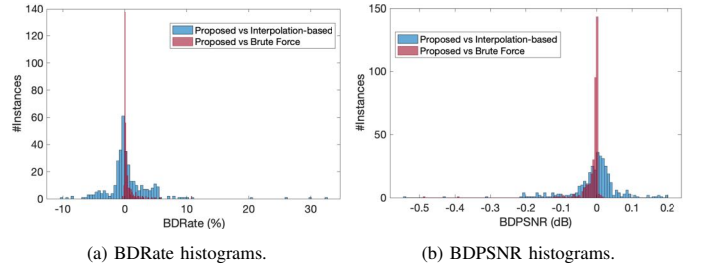 140
120
100
80
60
40
20
0
#Instances
Proposed vs Interpolation-based
Proposed vs Brute Force
-10 0 10 20 30
BDRate (%)
(a) BDRate histograms.
150
100
50
0
#Instances
Proposed vs Interpolation-based
Proposed vs Brute Force
-0.5 -0.4 -0.3 -0.2 -0.1 0 0.1 0.2
BDPSNR (dB)
(b) BDPSNR histograms.